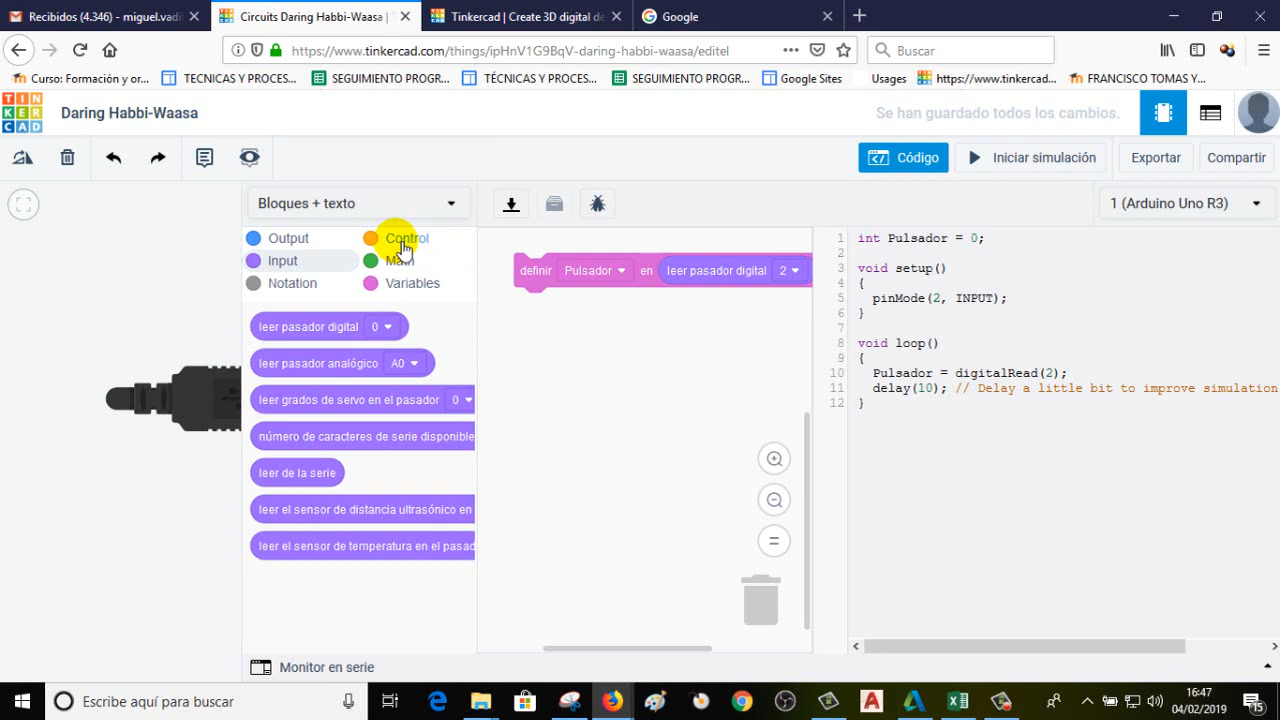 Recibidos (4.346) - miguel.vadi
Circuits Daring Habbi-Waasa |
Tinkercad | Create 3D digital de
Google
https://www.tinkercad.com/things/ipHnV1G9BqV-daring-habbi-waasa/editel
Buscar
Curso: Formación y or...
TECNICAS Y PROCES...
SEGUIMIENTO PROGR...
TÉCNICAS Y PROCES...
SEGUIMIENTO PROGR...
Google Sites
Usages
https://www.tinkercad...
FRANCISCO TOMAS Y...
TIN
KER
CAD
Daring Habbi-Waasa
Se han guardado todos los cambios.
Código
Iniciar simulación
Exportar
Compartir
Bloques + texto
1 (Arduino Uno R3)
Output
Control
Input
Math
Notation
Variables
leer pasador digital 0
leer pasador analógico A0
leer grados de servo en el pasador 0
número de caracteres de serie disponible
leer de la serie
leer el sensor de distancia ultrasónico en
leer el sensor de temperatura en el pasad
definir Pulsador en leer pasador digital 2
1 int Pulsador = 0;
2
3 void setup()
4 {
5 pinMode(2, INPUT);
6 }
7
8 void loop()
9 {
10 Pulsador = digitalRead(2);
11 delay(10); // Delay a little bit to improve simulation
12 }
Monitor en serie
Escribe aquí para buscar
16:47
04/02/2019
15